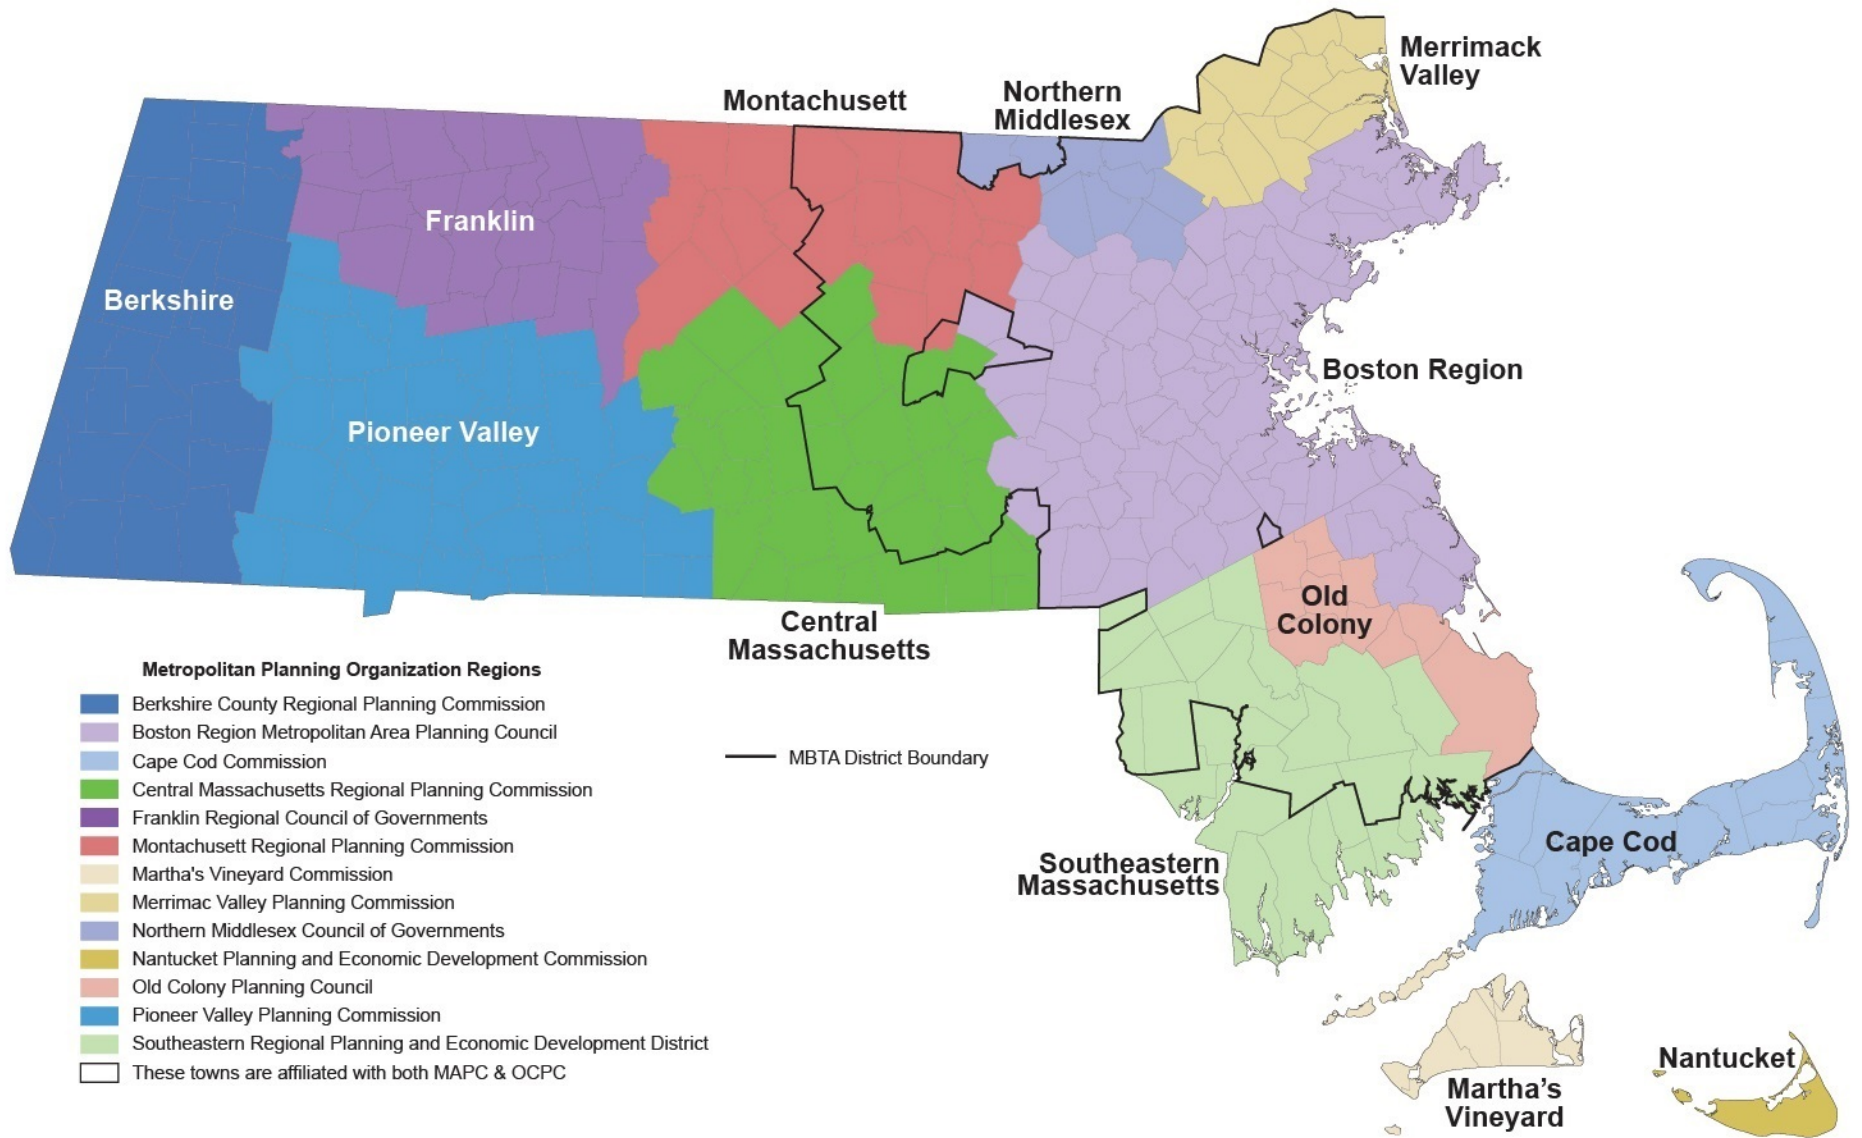 Merrimack
Valley
Montachusett
Northern
Middlesex
Franklin
Berkshire
Boston Region
Pioneer Valley
Old
Colony
Central
Massachusetts
Metropolitan Planning Organization Regions
Berkshire County Regional Planning Commission
Boston Region Metropolitan Area Planning Council
Cape Cod Commission
Central Massachusetts Regional Planning Commission
Franklin Regional Council of Governments
Montachusett Regional Planning Commission
Martha's Vineyard Commission
Merrimac Valley Planning Commission
Northern Middlesex Council of Governments
Nantucket Planning and Economic Development Commission
Old Colony Planning Council
Pioneer Valley Planning Commission
Southeastern Regional Planning and Economic Development District
These towns are affiliated with both MAPC & OCPC
MBTA District Boundary
Cape Cod
Southeastern
Massachusetts
Nantucket
Martha’s
Vineyard